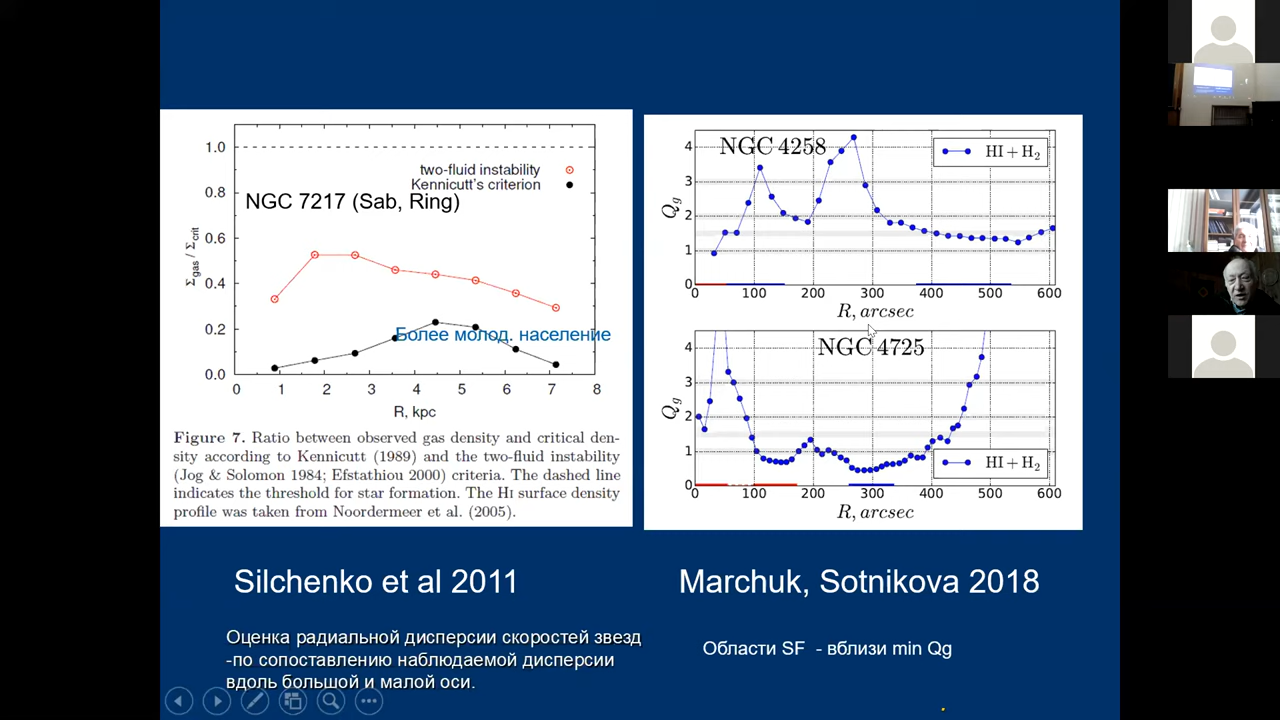 1.0
0.8
0.6
0.4
0.2
0.0
Σgas / Σcrit
two-fluid instability
Kennicutt's criterion
NGC 7217 (Sab, Ring)
Более молод. население
0 1 2 3 4 5 6 7 8
R, kpc
Figure 7. Ratio between observed gas density and critical den-
sity according to Kennicutt (1989) and the two-fluid instability
(Jog & Solomon 1984; Efstathiou 2000) criteria. The dashed line
indicates the threshold for star formation. The HI surface density
profile was taken from Noordermeer et al. (2005).
NGC 4258
HI + H2
4
3
2
1
0
Qg
0 100 200 300 400 500 600
R, arcsec
NGC 4725
4
3
2
1
0
Qg
HI + H2
0 100 200 300 400 500 600
R, arcsec
Silchenko et al 2011
Оценка радиальной дисперсии скоростей звезд
-по сопоставлению наблюдаемой дисперсии
вдоль большой и малой оси.
Marchuk, Sotnikova 2018
Области SF - вблизи min Qg